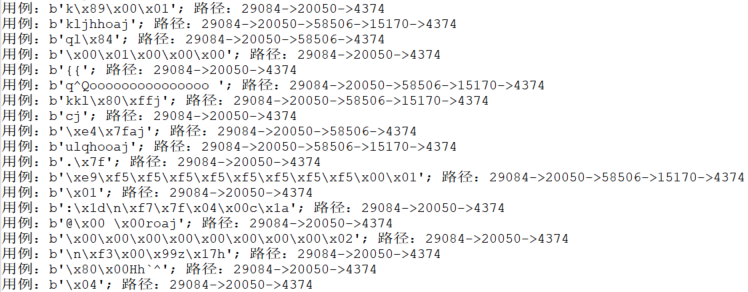 用例：b'k\x89\x00\x01'; 路径：29084->20050->4374
用例：b'kljhhoaj'; 路径：29084->20050->58506->15170->4374
用例：b'ql\x84'; 路径：29084->20050->58506->4374
用例：b'\x00\x01\x00\x00\x00'; 路径：29084->20050->4374
用例：b'{{'; 路径：29084->20050->4374
用例：b'q^Qooooooooooooooo '; 路径：29084->20050->58506->15170->4374
用例：b'kkl\x80\xffj'; 路径：29084->20050->58506->15170->4374
用例：b'cj'; 路径：29084->20050->4374
用例：b'\xe4\x7faj'; 路径：29084->20050->58506->4374
用例：b'ulqhooaj'; 路径：29084->20050->58506->15170->4374
用例：b'.\x7f'; 路径：29084->20050->4374
用例：b'\xe9\xf5\xf5\xf5\xf5\xf5\xf5\xf5\xf5\x00\x01'; 路径：29084->20050->58506->15170->4374
用例：b'\x01'; 路径：29084->20050->4374
用例：b':\x1d\n\xf7\x7f\x04\x00c\x1a'; 路径：29084->20050->4374
用例：b'@\x00 \x00roaj'; 路径：29084->20050->4374
用例：b'\x00\x00\x00\x00\x00\x00\x00\x00\x02'; 路径：29084->20050->4374
用例：b'\n\xf3\x00\x99z\x17h'; 路径：29084->20050->4374
用例：b'\x80\x00Hh`^'; 路径：29084->20050->4374
用例：b'\x04'; 路径：29084->20050->4374